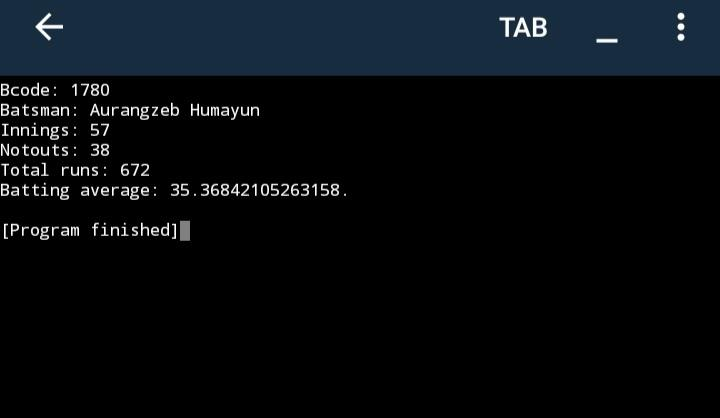 TAB _
Bcode: 1780
Batsman: Aurangzeb Humayun
Innings: 57
Notouts: 38
Total runs: 672
Batting average: 35.36842105263158.
[Program finished]